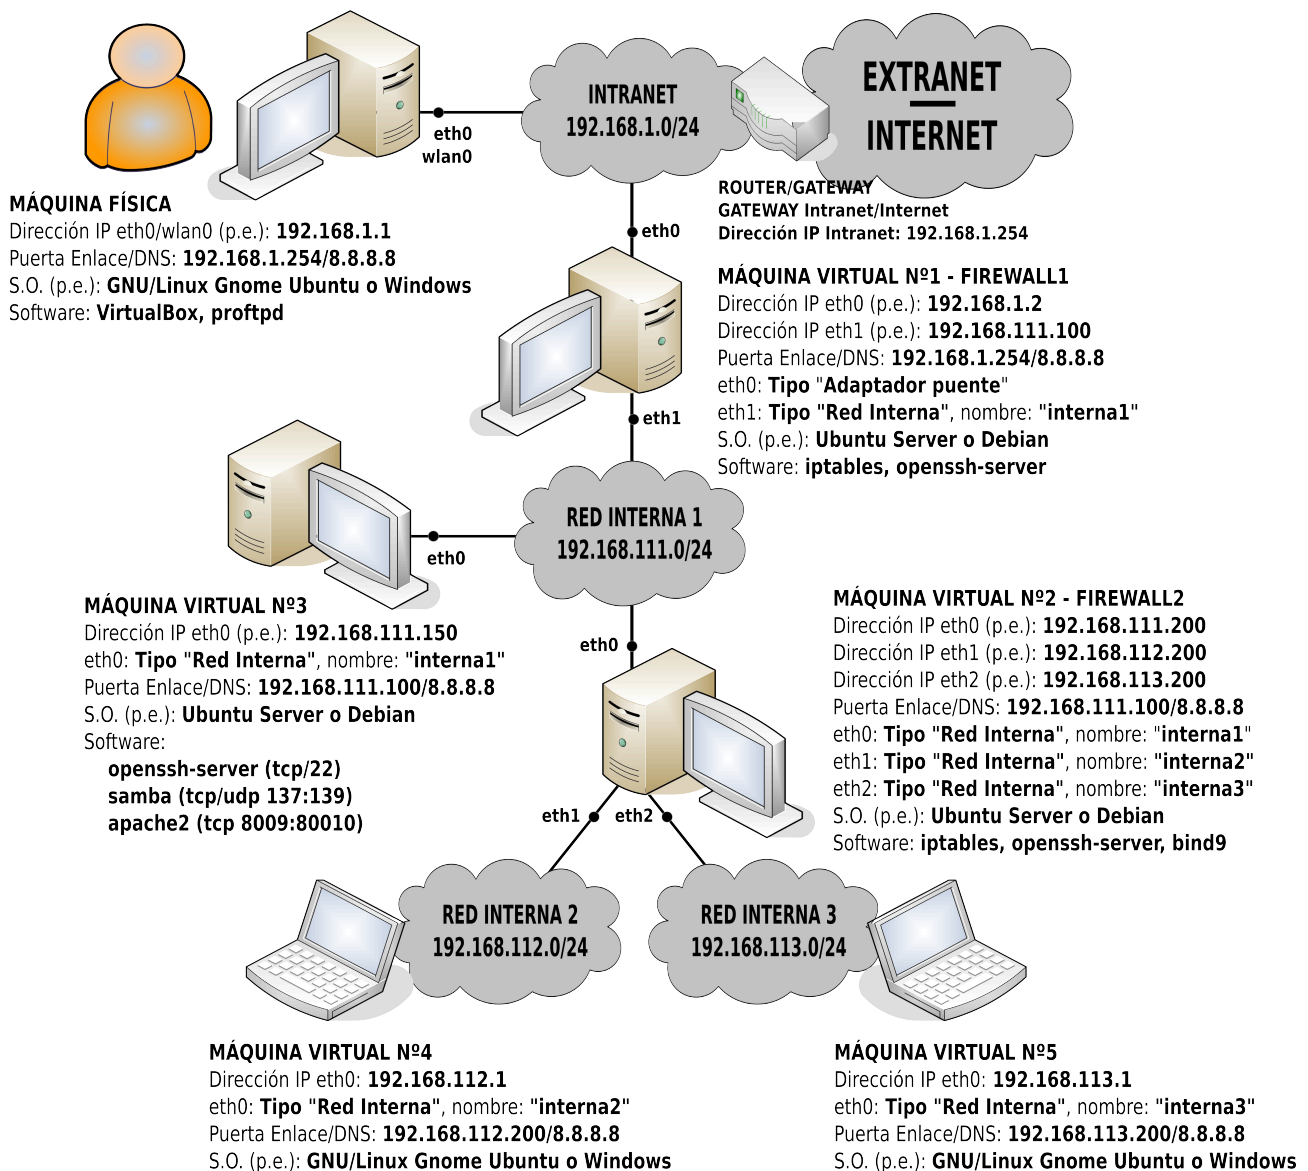 INTRANET
192.168.1.0/24
EXTRANET
INTERNET
eth0
wlan0
MÁQUINA FÍSICA
Dirección IP eth0/wlan0 (p.e.): 192.168.1.1
Puerta Enlace/DNS: 192.168.1.254/8.8.8.8
S.O. (p.e.): GNU/Linux Gnome Ubuntu o Windows
Software: VirtualBox, proftpd
ROUTER/GATEWAY
GATEWAY Intranet/Internet
Dirección IP Intranet: 192.168.1.254
eth0
MÁQUINA VIRTUAL Nº1 - FIREWALL1
Dirección IP eth0 (p.e.): 192.168.1.2
Dirección IP eth1 (p.e.): 192.168.111.100
Puerta Enlace/DNS: 192.168.1.254/8.8.8.8
eth0: Tipo "Adaptador puente"
eth1: Tipo "Red Interna", nombre: "interna1"
S.O. (p.e.): Ubuntu Server o Debian
Software: iptables, openssh-server
eth1
RED INTERNA 1
192.168.111.0/24
eth0
MÁQUINA VIRTUAL Nº3
Dirección IP eth0 (p.e.): 192.168.111.150
eth0: Tipo "Red Interna", nombre: "interna1"
Puerta Enlace/DNS: 192.168.111.100/8.8.8.8
S.O. (p.e.): Ubuntu Server o Debian
Software:
openssh-server (tcp/22)
samba (tcp/udp 137:139)
apache2 (tcp 8009:80010)
eth0
MÁQUINA VIRTUAL Nº2 - FIREWALL2
Dirección IP eth0 (p.e.): 192.168.111.200
Dirección IP eth1 (p.e.): 192.168.112.200
Dirección IP eth2 (p.e.): 192.168.113.200
Puerta Enlace/DNS: 192.168.111.100/8.8.8.8
eth0: Tipo "Red Interna", nombre: "interna1"
eth1: Tipo "Red Interna", nombre: "interna2"
eth2: Tipo "Red Interna", nombre: "interna3"
S.O. (p.e.): Ubuntu Server o Debian
Software: iptables, openssh-server, bind9
eth1
eth2
RED INTERNA 2
192.168.112.0/24
RED INTERNA 3
192.168.113.0/24
MÁQUINA VIRTUAL Nº4
Dirección IP eth0: 192.168.112.1
eth0: Tipo "Red Interna", nombre: "interna2"
Puerta Enlace/DNS: 192.168.112.200/8.8.8.8
S.O. (p.e.): GNU/Linux Gnome Ubuntu o Windows
MÁQUINA VIRTUAL Nº5
Dirección IP eth0: 192.168.113.1
eth0: Tipo "Red Interna", nombre: "interna3"
Puerta Enlace/DNS: 192.168.113.200/8.8.8.8
S.O. (p.e.): GNU/Linux Gnome Ubuntu o Windows